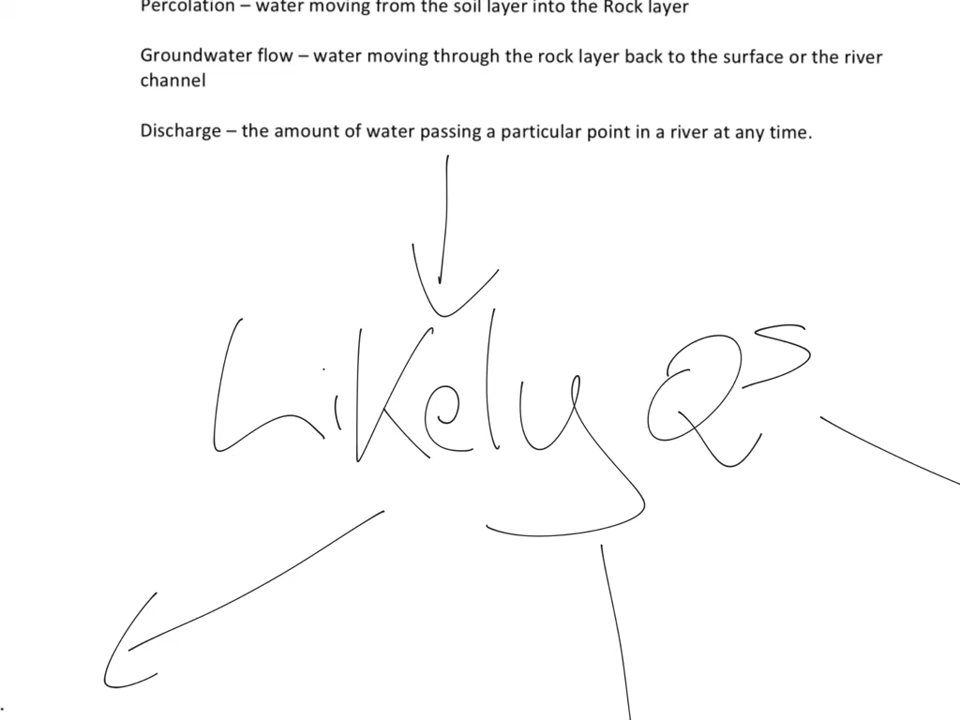 Percolation – water moving from the soil layer into the Rock layer
Groundwater flow – water moving through the rock layer back to the surface or the river
channel
Discharge – the amount of water passing a particular point in a river at any time.
Likely Qs
.